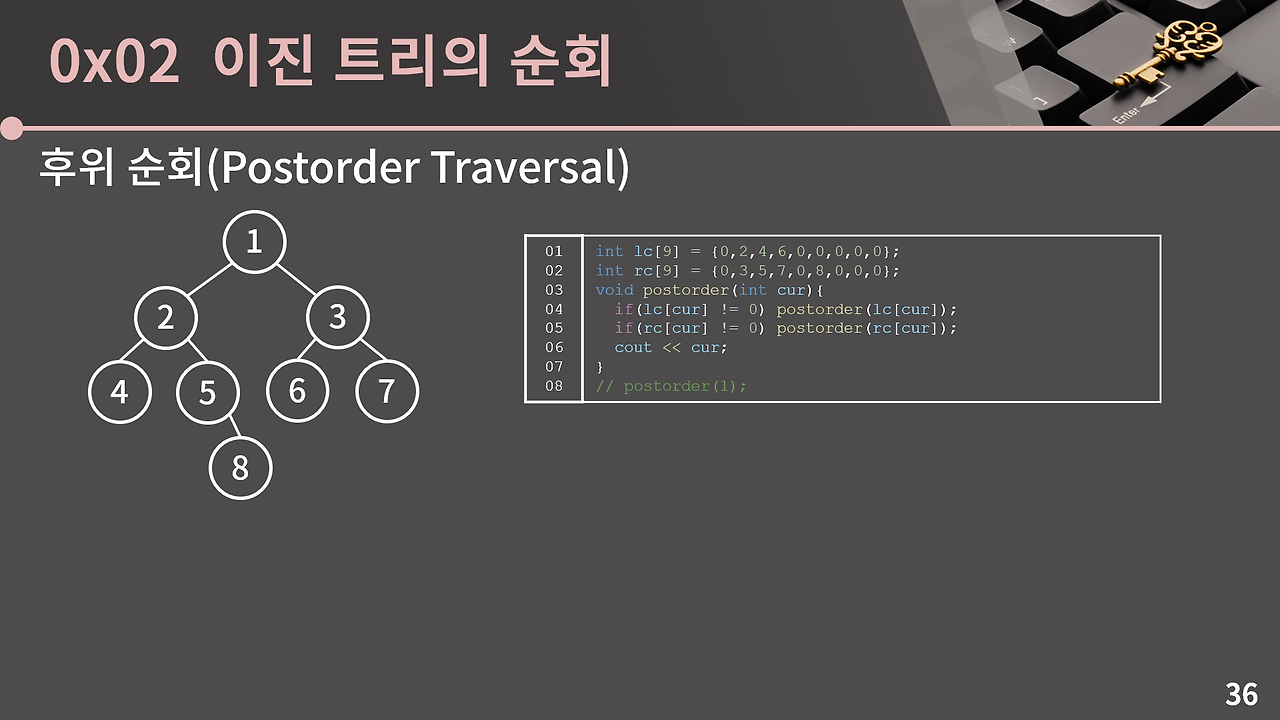 0x02 이진 트리의 순회
Enter
후위 순회(Postorder Traversal)
1
2
3
4
5
6
7
8
01 int lc[9] = {0,2,4,6,0,0,0,0,0};
02 int rc[9] = {0,3,5,7,0,8,0,0,0};
03 void postorder(int cur){
04   if(lc[cur] != 0) postorder(lc[cur]);
05   if(rc[cur] != 0) postorder(rc[cur]);
06   cout << cur;
07 }
08 // postorder(1);
36